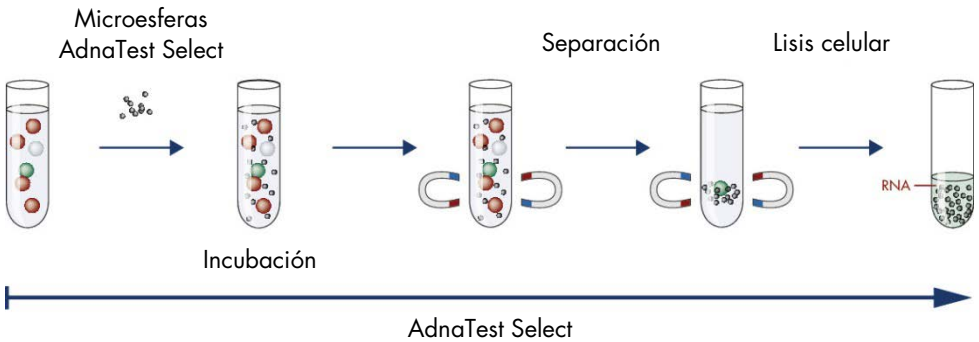 Microesferas
AdnaTest Select
Separación
Lisis celular
RNA
Incubación
AdnaTest Select